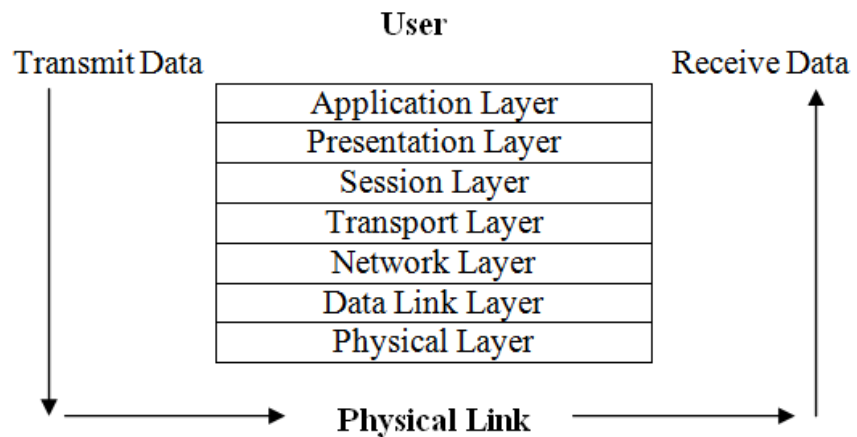 User
Transmit Data
Receive Data
Application Layer
Presentation Layer
Session Layer
Transport Layer
Network Layer
Data Link Layer
Physical Layer
Physical Link